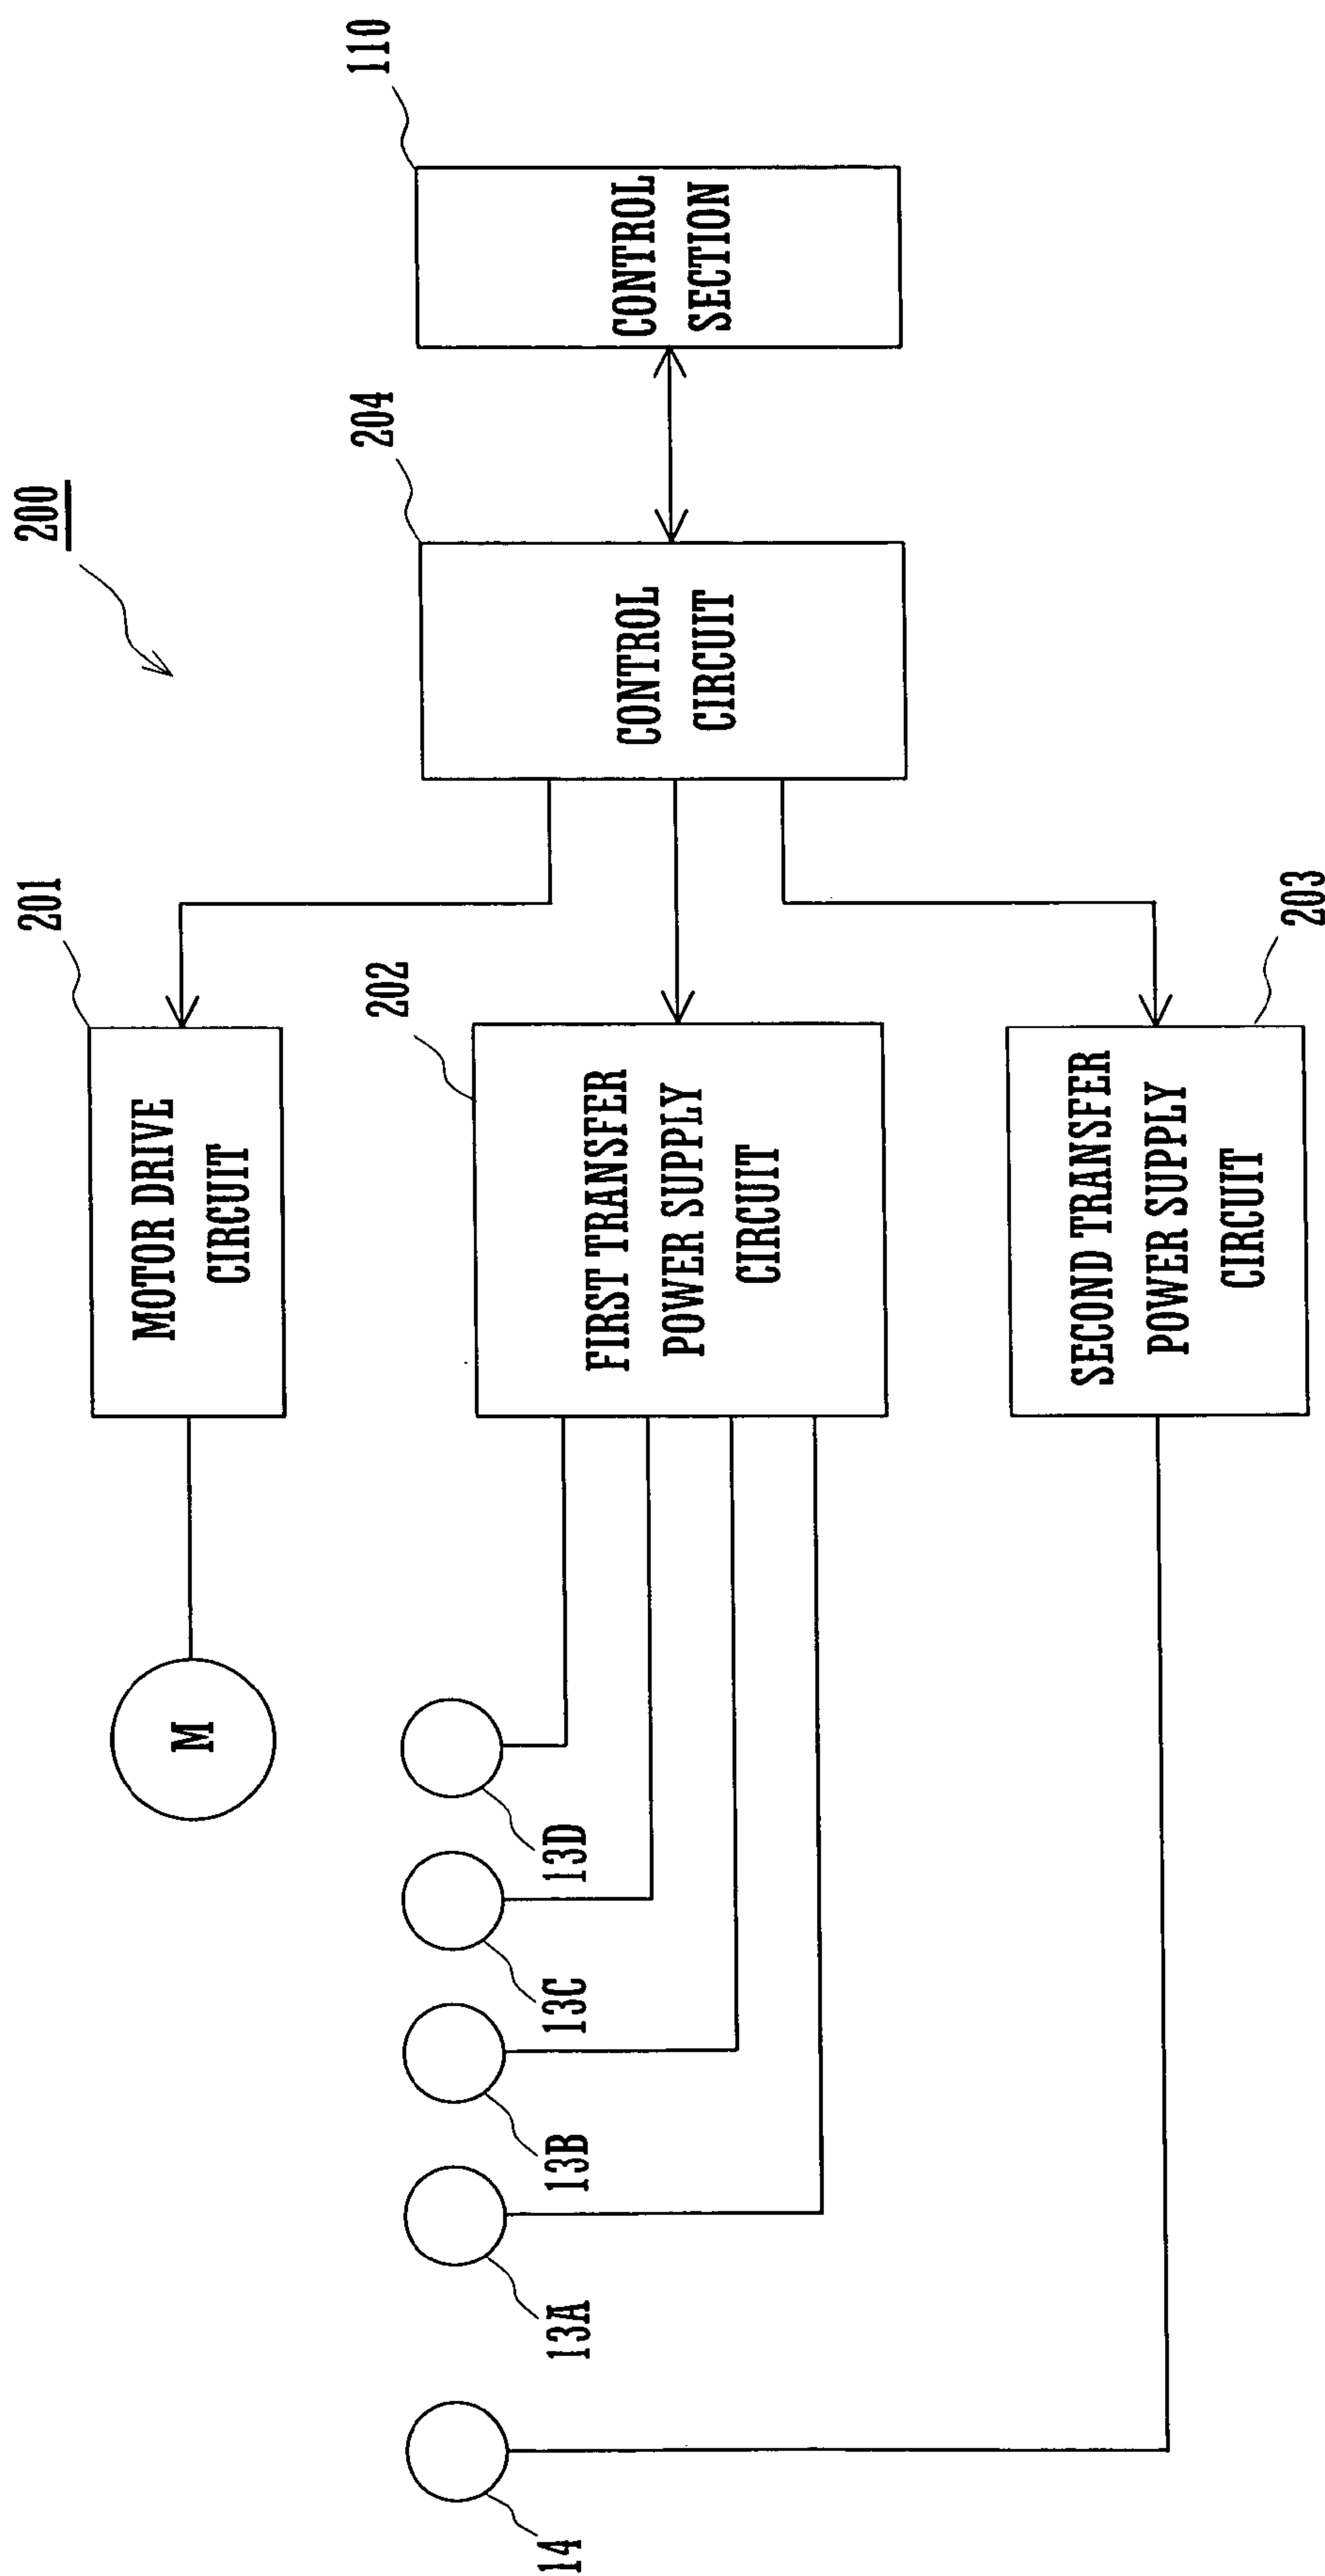 200
110
CONTROL
SECTION
204
CONTROL
CIRCUIT
201
MOTOR DRIVE
CIRCUIT
202
FIRST TRANSFER
POWER SUPPLY
CIRCUIT
203
SECOND TRANSFER
POWER SUPPLY
CIRCUIT
M
13D
13C
13B
13A
14